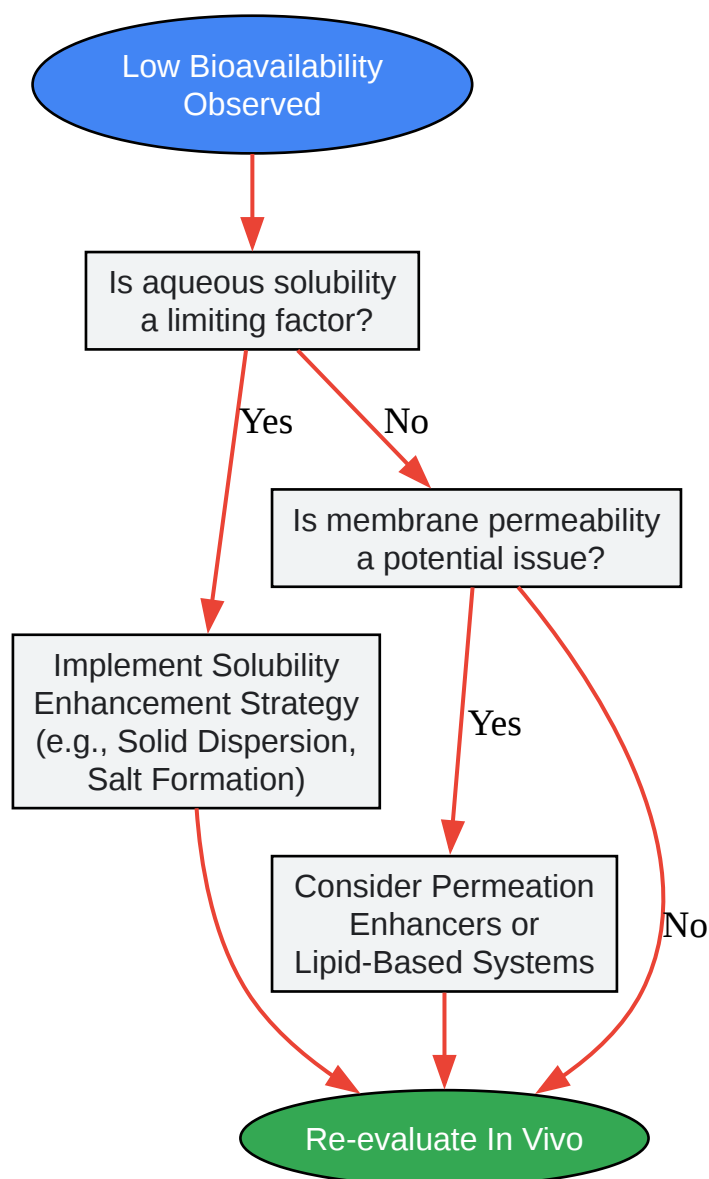 Low Bioavailability
Observed
Is aqueous solubility
a limiting factor?
Yes
No
Is membrane permeability
a potential issue?
Implement Solubility
Enhancement Strategy
(e.g., Solid Dispersion,
Salt Formation)
Yes
Consider Permeation
Enhancers or
Lipid-Based Systems
No
Re-evaluate In Vivo